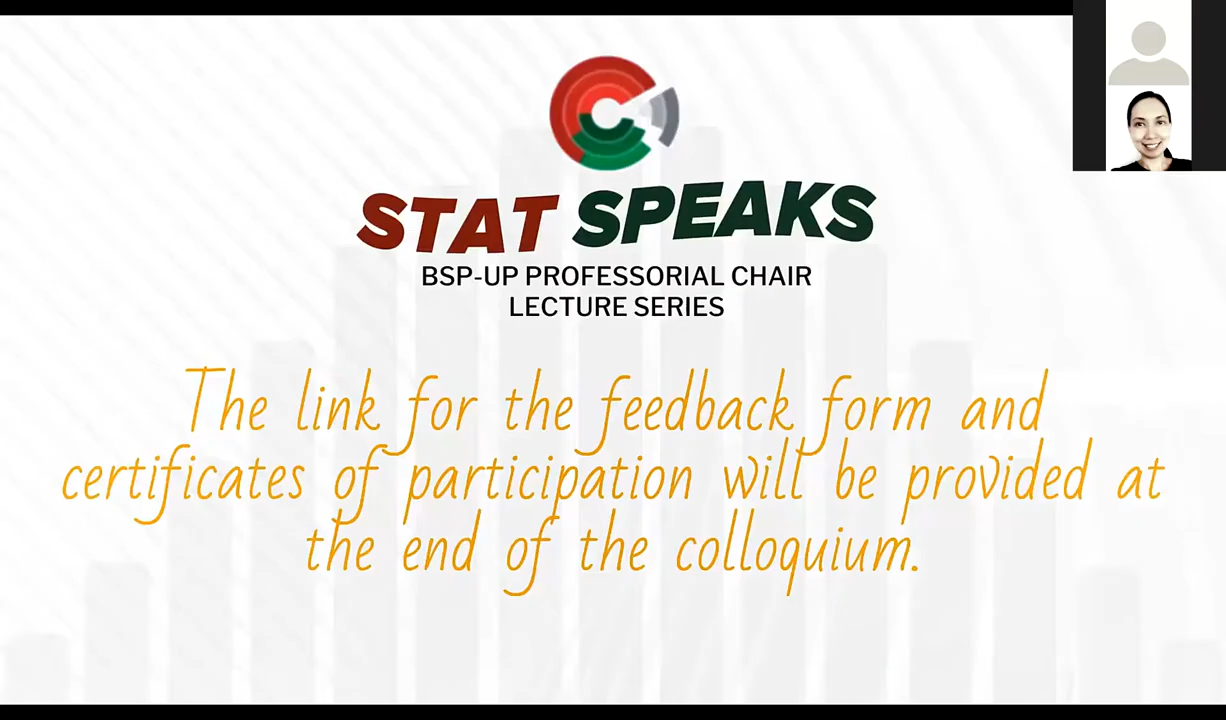 STAT SPEAKS
BSP-UP PROFESSORIAL CHAIR
LECTURE SERIES
The link for the feedback form and
certificates of participation will be provided at
the end of the colloquium.